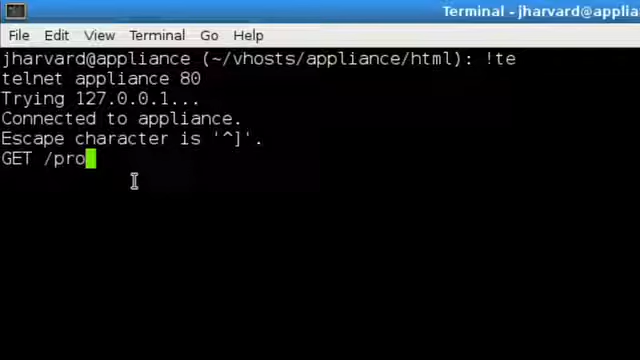 Terminal - jharvard@applia
File Edit View Terminal Go Help
jharvard@appliance (~/vhosts/appliance/html): !te
telnet appliance 80
Trying 127.0.0.1...
Connected to appliance.
Escape character is '^]'.
GET /pro